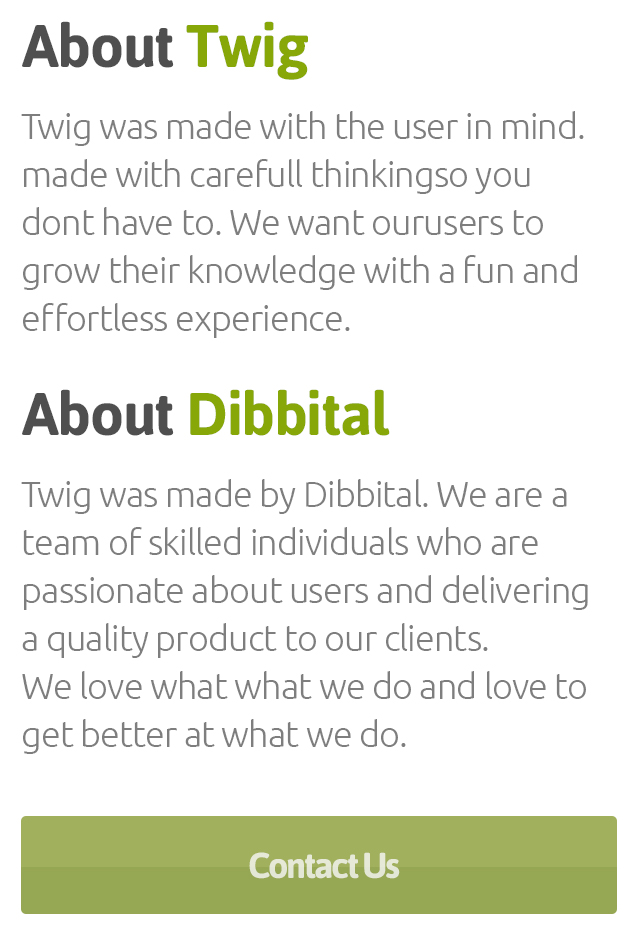 About Twig
Twig was made with the user in mind.
made with carefull thinkingso you
dont have to. We want ourusers to
grow their knowledge with a fun and
effortless experience.
About Dibbital
Twig was made by Dibbital. We are a
team of skilled individuals who are
passionate about users and delivering
a quality product to our clients.
We love what what we do and love to
get better at what we do.
Contact Us